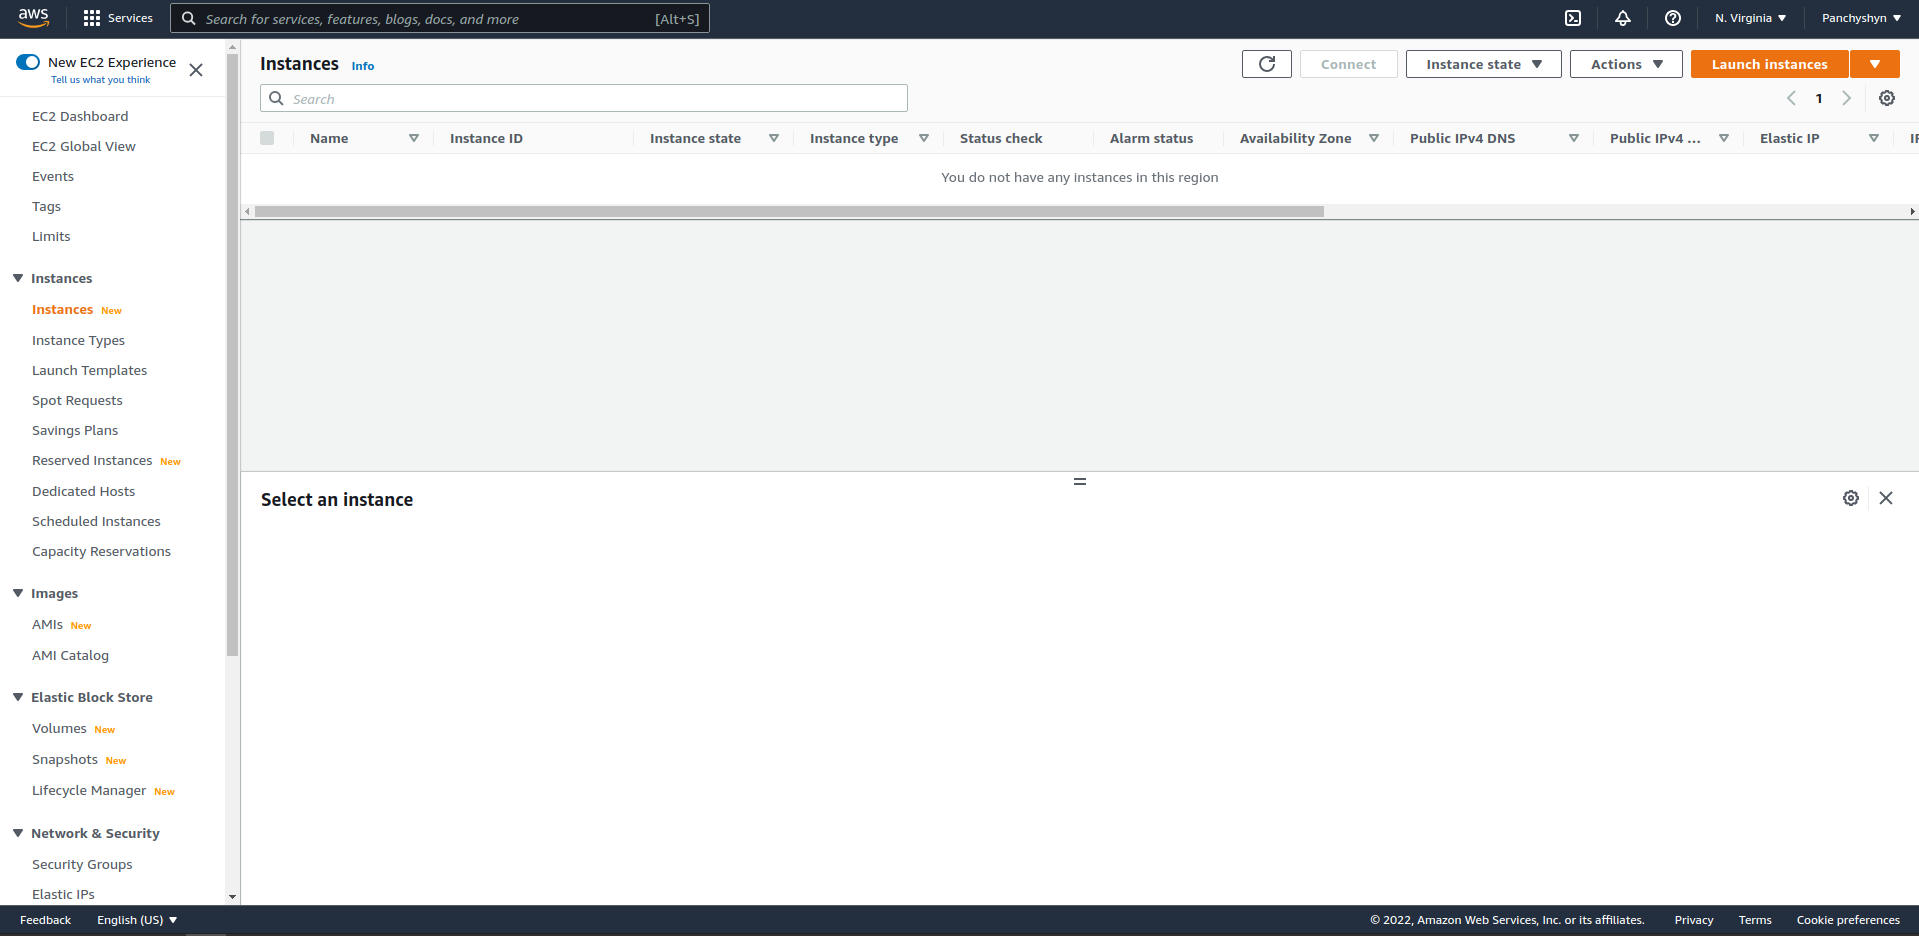 aws Services Search for services, features, blogs, docs, and more [Alt+S] N. Virginia Panchyshyn
New EC2 Experience
Tell us what you think
EC2 Dashboard
EC2 Global View
Events
Tags
Limits
Instances
Instances New
Instance Types
Launch Templates
Spot Requests
Savings Plans
Reserved Instances New
Dedicated Hosts
Scheduled Instances
Capacity Reservations
Images
AMIs New
AMI Catalog
Elastic Block Store
Volumes New
Snapshots New
Lifecycle Manager New
Network & Security
Security Groups
Elastic IPs
Instances Info Connect Instance state Actions Launch instances
Search 1
Name Instance ID Instance state Instance type Status check Alarm status Availability Zone Public IPv4 DNS Public IPv4 ... Elastic IP
You do not have any instances in this region
Select an instance
Feedback English (US) © 2022, Amazon Web Services, Inc. or its affiliates. Privacy Terms Cookie preferences